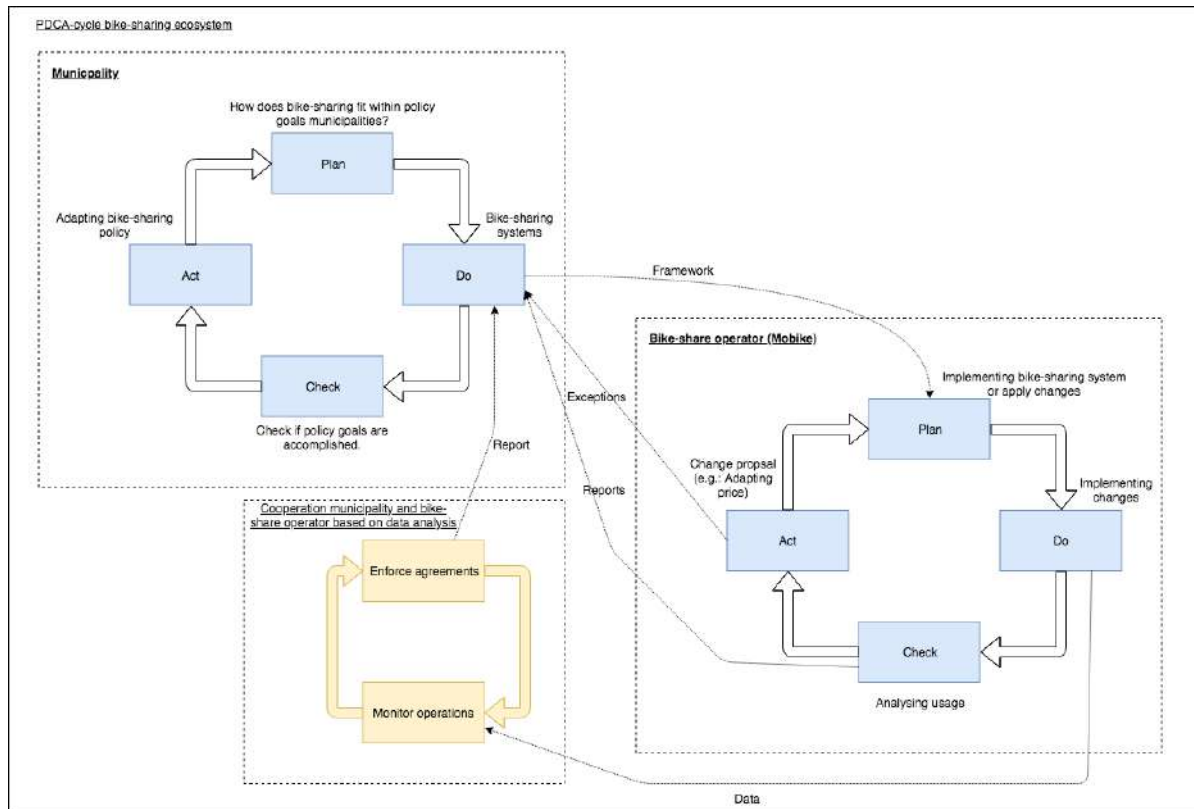 PDCA-cycle bike-sharing ecosystem
Municpality
How does bike-sharing fit within policy
goals municipalities?
Plan
Adapting bike-sharing
policy
Bike-sharing
systems
Act
Do
Check
Check if policy goals are
accomplished.
Framework
Exceptions
Report
Reports
Bike-share operator (Mobike)
Implementing bike-sharing system
or apply changes
Plan
Change propsal
(e.g.: Adapting
price)
Implementing
changes
Act
Do
Check
Analysing usage
Cooperation municipality and bike-
share operator based on data analysis
Enforce agreements
Monitor operations
Data